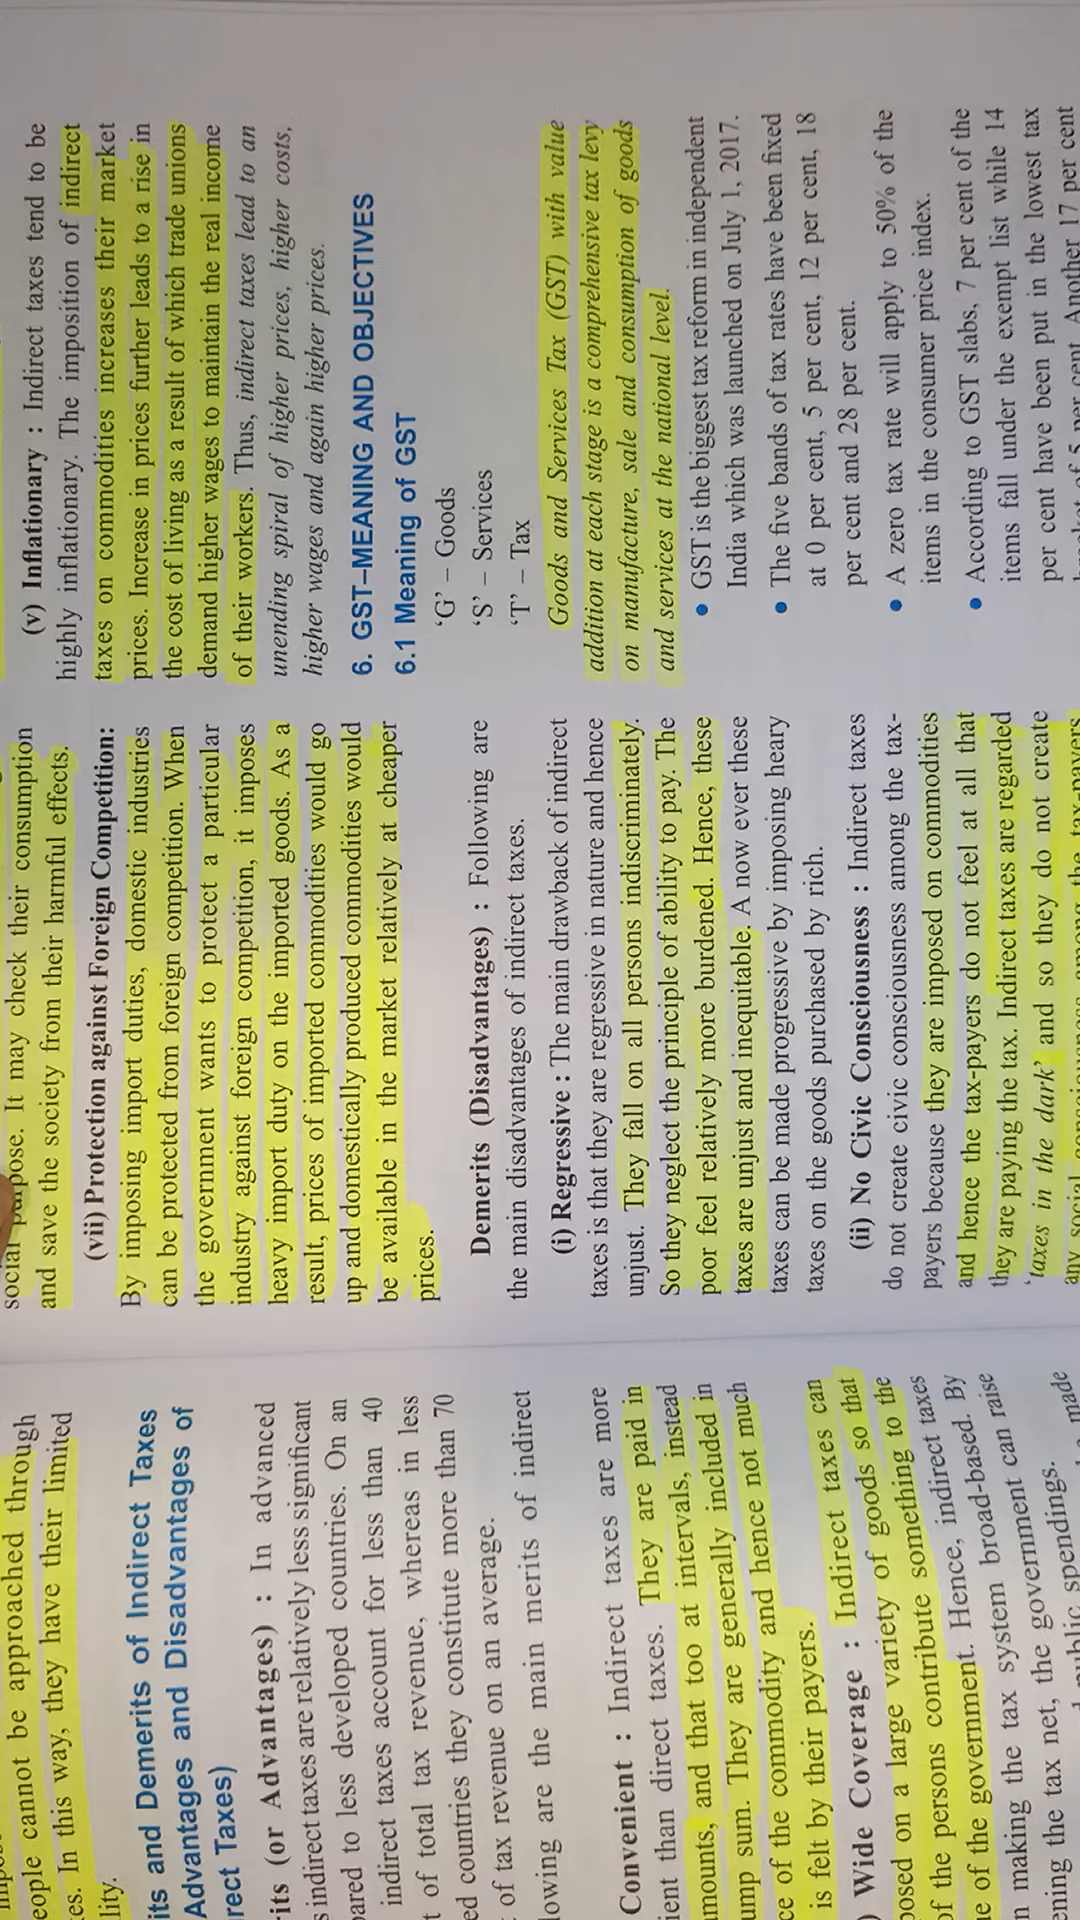 eople cannot be approached through
es. In this way, they have their limited
lity.
its and Demerits of Indirect Taxes
Advantages and Disadvantages of
rect Taxes)
rits (or Advantages) : In advanced
s indirect taxes are relatively less significant
pared to less developed countries. On an
indirect taxes account for less than 40
t of total tax revenue, whereas in less
ed countries they constitute more than 70
of tax revenue on an average.
lowing are the main merits of indirect
Convenient : Indirect taxes are more
ient than direct taxes. They are paid in
mounts, and that too at intervals, instead
ump sum. They are generally included in
ce of the commodity and hence not much
is felt by their payers.
) Wide Coverage : Indirect taxes can
posed on a large variety of goods so that
of the persons contribute something to the
e of the government. Hence, indirect taxes
n making the tax system broad-based. By
ening the tax net, the government can raise
public spendings.
made
social purpose. It may check their consumption
and save the society from their harmful effects.
(vii) Protection against Foreign Competition:
By imposing import duties, domestic industries
can be protected from foreign competition. When
the government wants to protect a particular
industry against foreign competition, it imposes
heavy import duty on the imported goods. As a
result, prices of imported commodities would go
up and domestically produced commodities would
be available in the market relatively at cheaper
prices.
Demerits (Disadvantages) : Following are
the main disadvantages of indirect taxes.
(i) Regressive : The main drawback of indirect
taxes is that they are regressive in nature and hence
unjust. They fall on all persons indiscriminately.
So they neglect the principle of ability to pay. The
poor feel relatively more burdened. Hence, these
taxes are unjust and inequitable. A now ever these
taxes can be made progressive by imposing heary
taxes on the goods purchased by rich.
(ii) No Civic Consciousness : Indirect taxes
do not create civic consciousness among the tax-
payers because they are imposed on commodities
and hence the tax-payers do not feel at all that
they are paying the tax. Indirect taxes are regarded
'taxes in the dark' and so they do not create
any social consciousness among the tax-payers
(v) Inflationary : Indirect taxes tend to be
highly inflationary. The imposition of indirect
taxes on commodities increases their market
prices. Increase in prices further leads to a rise in
the cost of living as a result of which trade unions
demand higher wages to maintain the real income
of their workers. Thus, indirect taxes lead to an
unending spiral of higher prices, higher costs,
higher wages and again higher prices.
6. GST–MEANING AND OBJECTIVES
6.1 Meaning of GST
'G' – Goods
'S' – Services
'T' – Tax
Goods and Services Tax (GST) with value
addition at each stage is a comprehensive tax levy
on manufacture, sale and consumption of goods
and services at the national level.
• GST is the biggest tax reform in independent
India which was launched on July 1, 2017.
• The five bands of tax rates have been fixed
at 0 per cent, 5 per cent, 12 per cent, 18
per cent and 28 per cent.
• A zero tax rate will apply to 50% of the
items in the consumer price index.
• According to GST slabs, 7 per cent of the
items fall under the exempt list while 14
per cent have been put in the lowest tax
of 5 per cent. Another 17 per cent